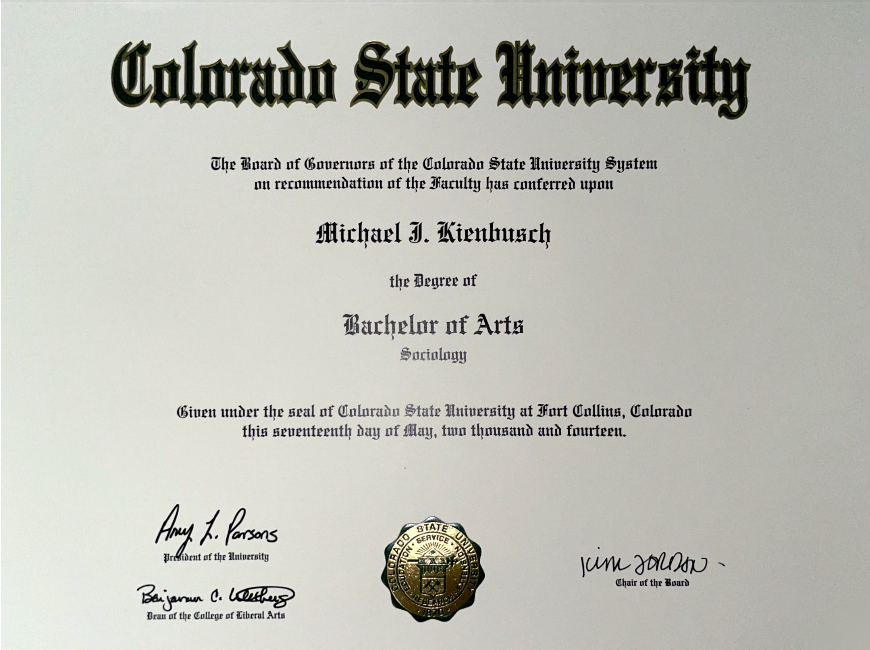 Colorado State University
The Board of Governors of the Colorado State University System
on recommendation of the Faculty has conferred upon
Michael J. Kienbusch
the Degree of
Bachelor of Arts
Sociology
Given under the seal of Colorado State University at Fort Collins, Colorado
this seventeenth day of May, two thousand and fourteen.
Amy L. Parsons
President of the University
Benjamin C.
Dean of the College of Liberal Arts
COLORADO STATE UNIVERSITY
EDUCATION · SERVICE ·
1870
Kim Jordan
Chair of the Board